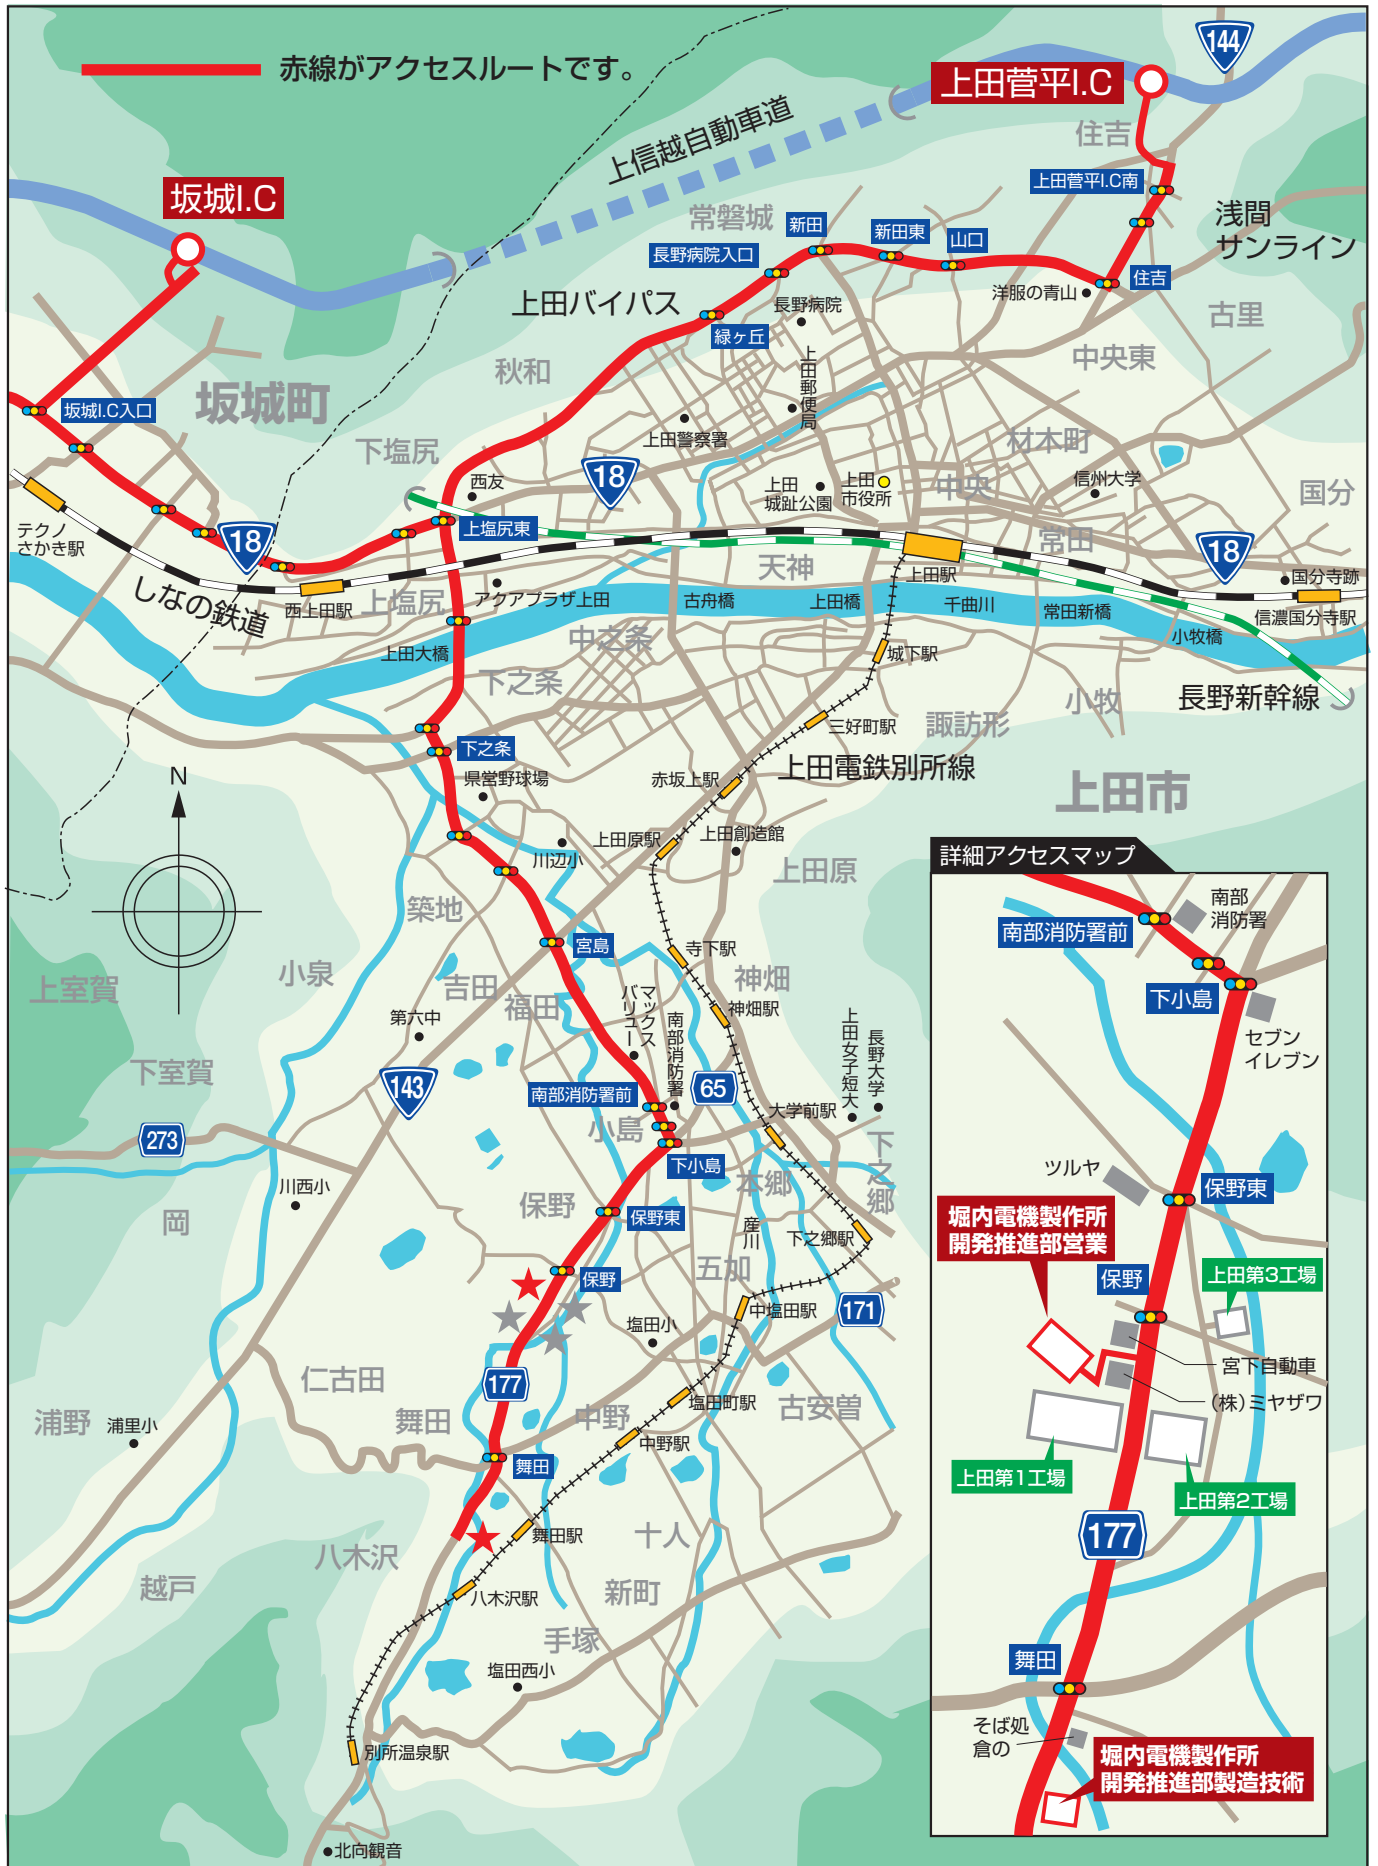 赤線がアクセスルートです。
144
上田菅平I.C
住吉
上信越自動車道
上田菅平I.C南
坂城I.C
常磐城
新田
新田東
山口
浅間
サンライン
長野病院入口
住吉
洋服の青山
上田バイパス
長野病院
古里
緑ヶ丘
中央東
秋和
上田郵便局
坂城町
坂城I.C入口
上田警察署
材木町
下塩尻
18
西友
上田
城趾公園
上田
市役所
中央
信州大学
国分
テクノ
さかき駅
18
上塩尻東
常田
18
天神
上田駅
国分寺跡
しなの鉄道
西上田駅
上塩尻
アクアプラザ上田
古舟橋
上田橋
千曲川
常田新橋
信濃国分寺駅
小牧橋
上田大橋
中之条
城下駅
下之条
長野新幹線
小牧
諏訪形
三好町駅
下之条
上田電鉄別所線
N
県営野球場
赤坂上駅
上田市
上田原駅
上田創造館
川辺小
上田原
築地
宮島
寺下駅
小泉
上室賀
吉田
福田
神畑
神畑駅
マックス
バリュー
南部消防署
上田女子短大
長野大学
第六中
下室賀
143
65
南部消防署前
大学前駅
小島
273
下小島
下之郷
川西小
本郷
保野
岡
保野東
産川
下之郷駅
五加
保野
中塩田駅
171
塩田小
仁古田
177
塩田町駅
古安曽
浦野
浦里小
舞田
中野
中野駅
舞田
舞田駅
十人
八木沢
越戸
八木沢駅
新町
手塚
塩田西小
別所温泉駅
北向観音
詳細アクセスマップ
南部
消防署
南部消防署前
下小島
セブン
イレブン
ツルヤ
保野東
堀内電機製作所
開発推進部営業
保野
上田第3工場
宮下自動車
(株)ミヤザワ
上田第1工場
上田第2工場
177
舞田
そば処
倉の
堀内電機製作所
開発推進部製造技術